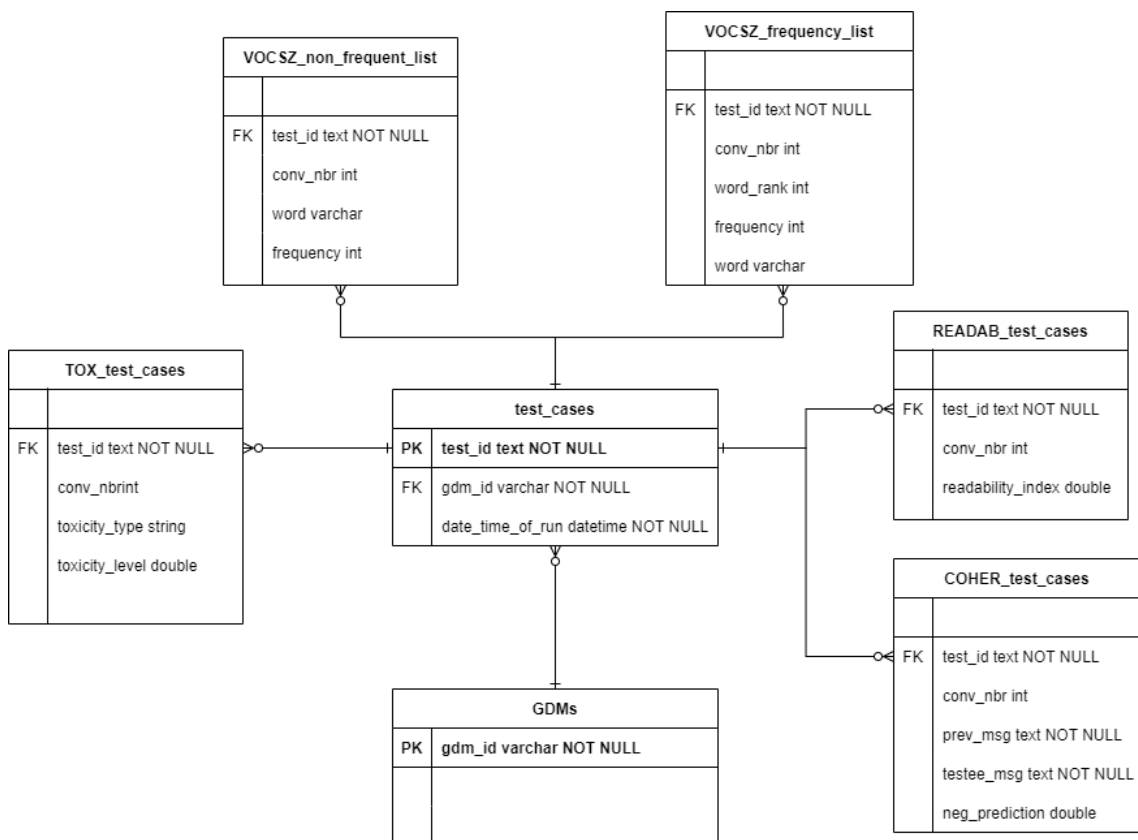 VOCSZ_non_frequent_list
FK test_id text NOT NULL
conv_nbr int
word varchar
frequency int
VOCSZ_frequency_list
FK test_id text NOT NULL
conv_nbr int
word_rank int
frequency int
word varchar
TOX_test_cases
FK test_id text NOT NULL
conv_nbrint
toxicity_type string
toxicity_level double
test_cases
PK test_id text NOT NULL
FK gdm_id varchar NOT NULL
date_time_of_run datetime NOT NULL
READAB_test_cases
FK test_id text NOT NULL
conv_nbr int
readability_index double
COHER_test_cases
FK test_id text NOT NULL
conv_nbr int
prev_msg text NOT NULL
testee_msg text NOT NULL
neg_prediction double
GDMs
PK gdm_id varchar NOT NULL